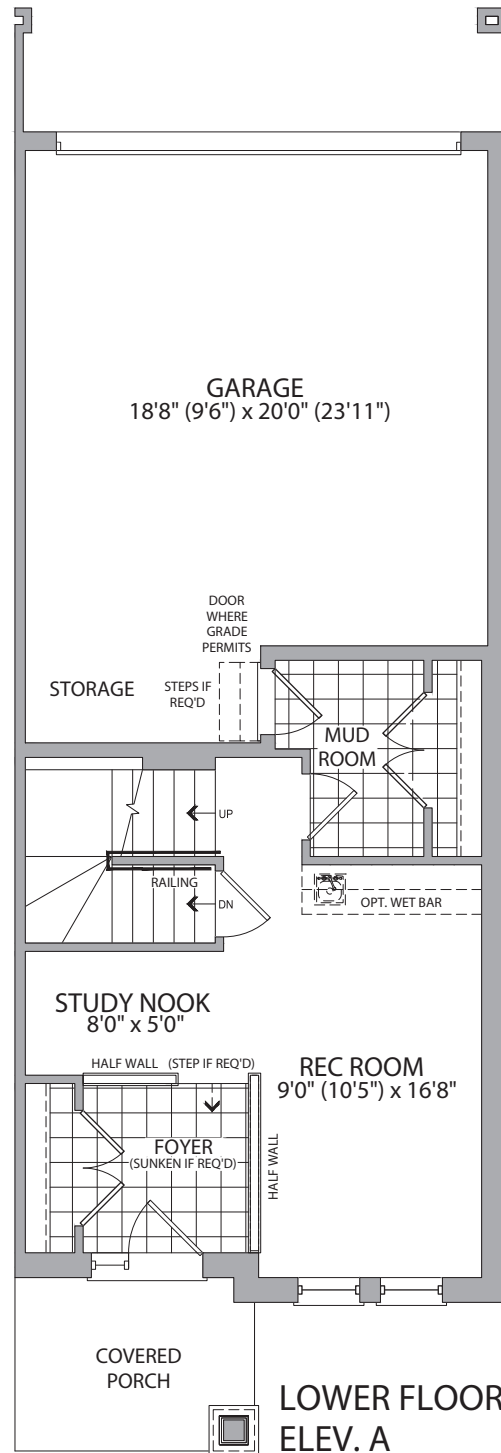 GARAGE
18'8" (9'6") x 20'0" (23'11")
DOOR
WHERE
GRADE
PERMITS
STORAGE
STEPS IF
REQ'D
MUD
ROOM
UP
RAILING
DN
OPT. WET BAR
STUDY NOOK
8'0" x 5'0"
HALF WALL (STEP IF REQ'D)
REC ROOM
9'0" (10'5") x 16'8"
FOYER
(SUNKEN IF REQ'D)
HALF WALL
COVERED
PORCH
LOWER FLOOR
ELEV. A